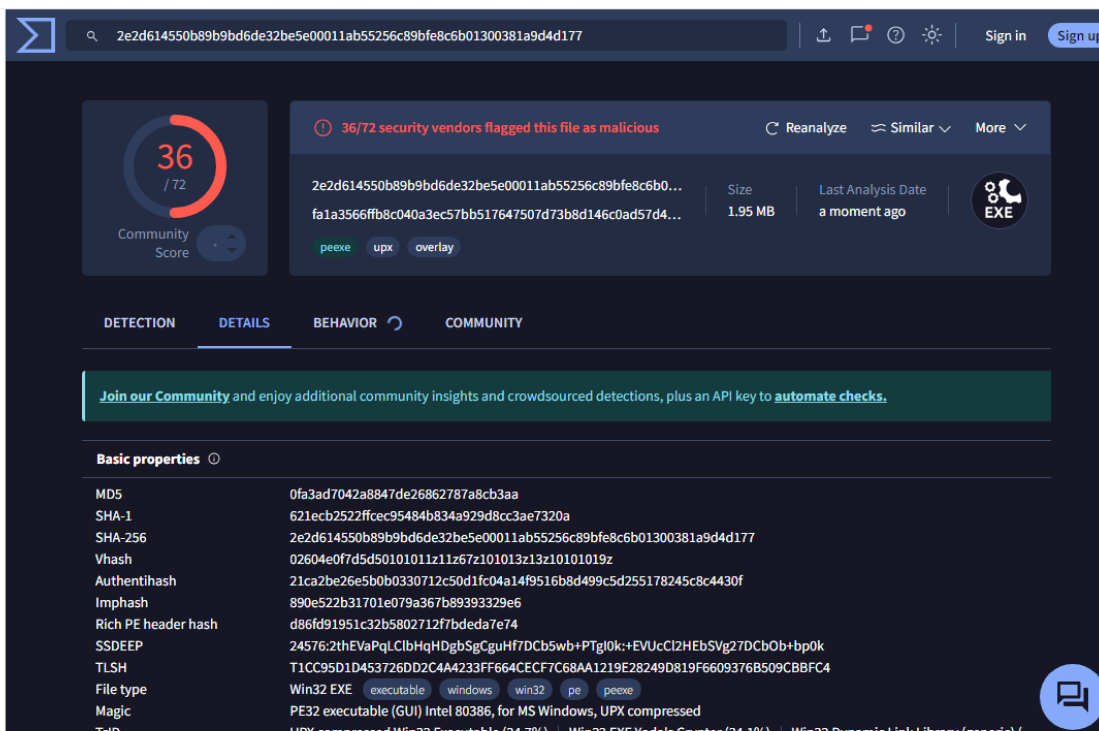 2e2d614550b89b9bd6de32be5e00011ab55256c89bfe8c6b01300381a9d4d177
Sign in
Sign up
36
/ 72
Community
Score
36/72 security vendors flagged this file as malicious
Reanalyze
Similar
More
2e2d614550b89b9bd6de32be5e00011ab55256c89bfe8c6b0...
fa1a3566ffb8c040a3ec57bb517647507d73b8d146c0ad57d4...
peexe upx overlay
Size
1.95 MB
Last Analysis Date
a moment ago
EXE
DETECTION DETAILS BEHAVIOR COMMUNITY
Join our Community and enjoy additional community insights and crowdsourced detections, plus an API key to automate checks.
Basic properties
MD5 0fa3ad7042a8847de26862787a8cb3aa
SHA-1 621ecb2522ffcec95484b834a929d8cc3ae7320a
SHA-256 2e2d614550b89b9bd6de32be5e00011ab55256c89bfe8c6b01300381a9d4d177
Vhash 02604e0f7d5d50101011z11z67z101013z13z10101019z
Authentihash 21ca2be26e5b0b0330712c50d1fc04a14f9516b8d499c5d255178245c8c4430f
Imphash 890e522b31701e079a367b89393329e6
Rich PE header hash d86fd91951c32b5802712f7bdeda7e74
SSDEEP 24576:2thEVaPqLClbHqHDgbSgCguHf7DCb5wb+PTgI0k:+EVUcCl2HEbSVg27DCbOb+bp0k
TLSH T1CC95D1D453726DD2C4A4233FF664CECF7C68AA1219E28249D819F6609376B509CBBFC4
File type Win32 EXE executable windows win32 pe peexe
Magic PE32 executable (GUI) Intel 80386, for MS Windows, UPX compressed